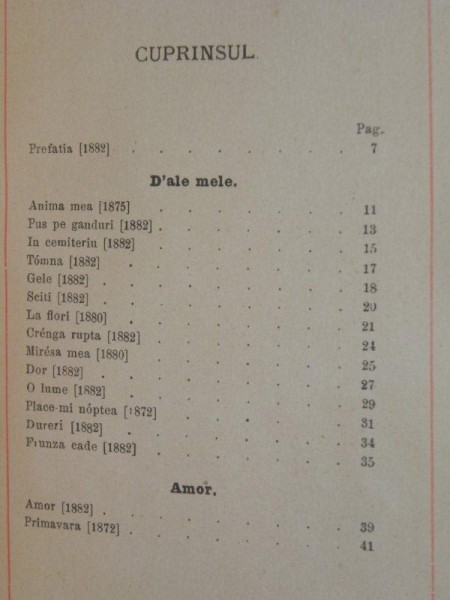 CUPRINSUL.
Pag.
Prefatia [1882] . . . . . . . . 7
D'ale mele.
Anima mea [1875] . . . . . . 11
Pus pe ganduri [1882] . . . . . . 13
In cemiteriu [1882] . . . . . . 15
Tómna [1882] . . . . . . . 17
Gele [1882] . . . . . . . 18
Sciti [1882] . . . . . . . 20
La flori [1880] . . . . . . 21
Crénga rupta [1882] . . . . . . 24
Mirésa mea [1880] . . . . . . 25
Dor [1882] . . . . . . . 27
O lume [1882] . . . . . . . 29
Place-mi nóptea [1872] . . . . . . 31
Dureri [1882] . . . . . . . 34
Frunza cade [1882] . . . . . . 35
Amor.
Amor [1882] . . . . . . . 39
Primavara [1872] . . . . . . 41